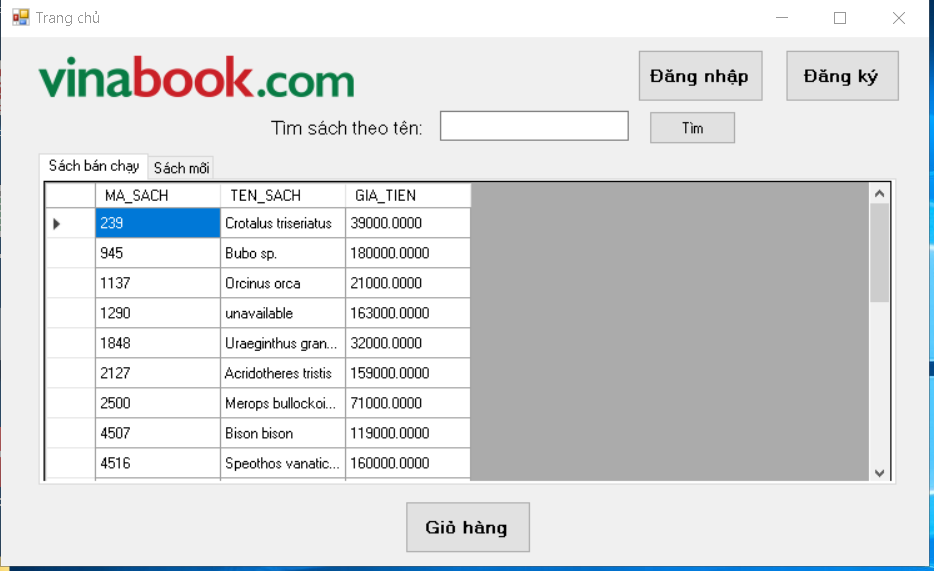 Trang chủ
vinabook.com
Đăng nhập
Đăng ký
Tìm sách theo tên:
Tìm
Sách bán chạy
Sách mới
MA_SACH TEN_SACH GIA_TIEN
239 Crotalus triseriatus 39000.0000
945 Bubo sp. 180000.0000
1137 Orcinus orca 21000.0000
1290 unavailable 163000.0000
1848 Uraeginthus gran... 32000.0000
2127 Acridotheres tristis 159000.0000
2500 Merops bullockoi... 71000.0000
4507 Bison bison 119000.0000
4516 Speothos vanatic... 160000.0000
Giỏ hàng